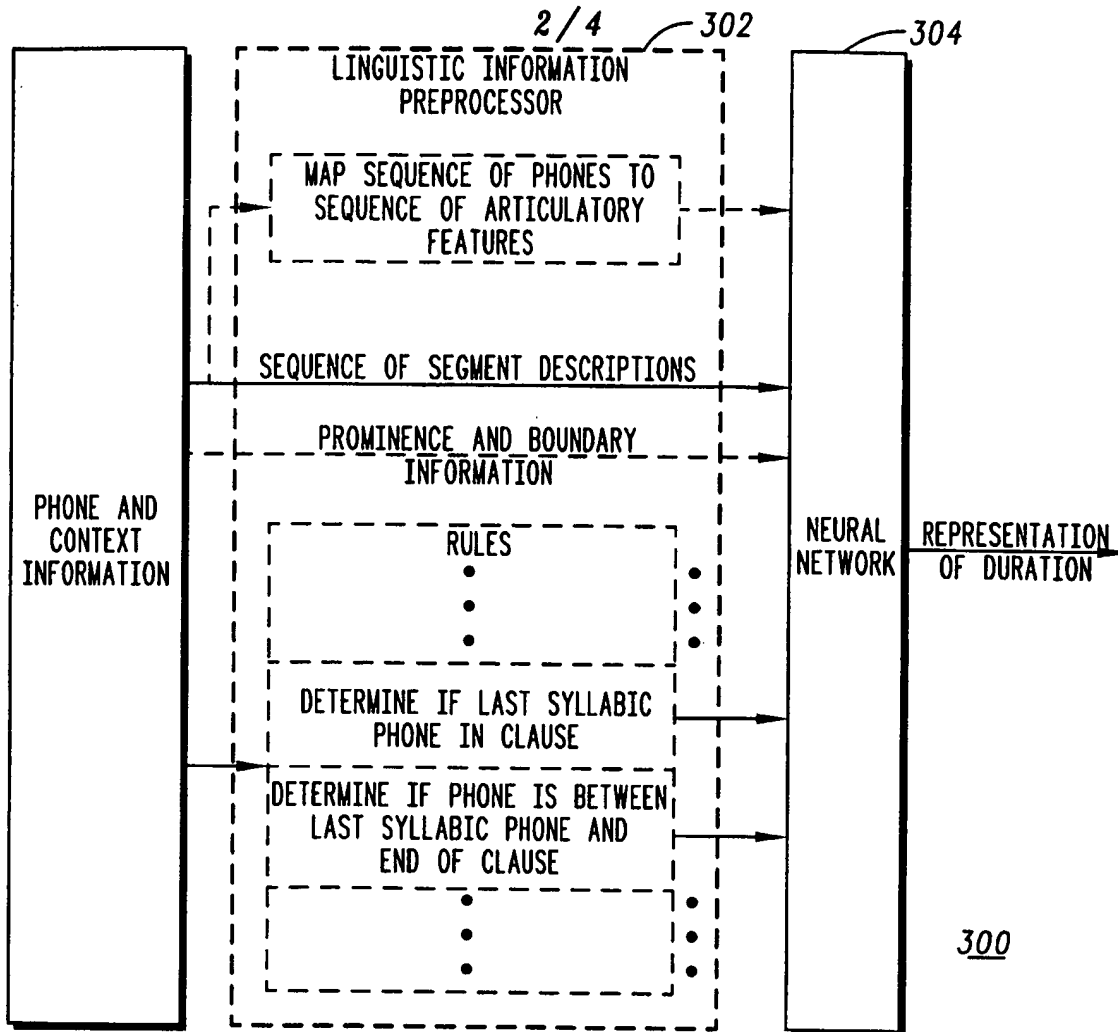 2/4
302
304
LINGUISTIC INFORMATION
PREPROCESSOR
MAP SEQUENCE OF PHONES TO
SEQUENCE OF ARTICULATORY
FEATURES
SEQUENCE OF SEGMENT DESCRIPTIONS
PROMINENCE AND BOUNDARY
INFORMATION
PHONE AND
CONTEXT
INFORMATION
RULES
DETERMINE IF LAST SYLLABIC
PHONE IN CLAUSE
DETERMINE IF PHONE IS BETWEEN
LAST SYLLABIC PHONE AND
END OF CLAUSE
NEURAL
NETWORK
REPRESENTATION
OF DURATION
300